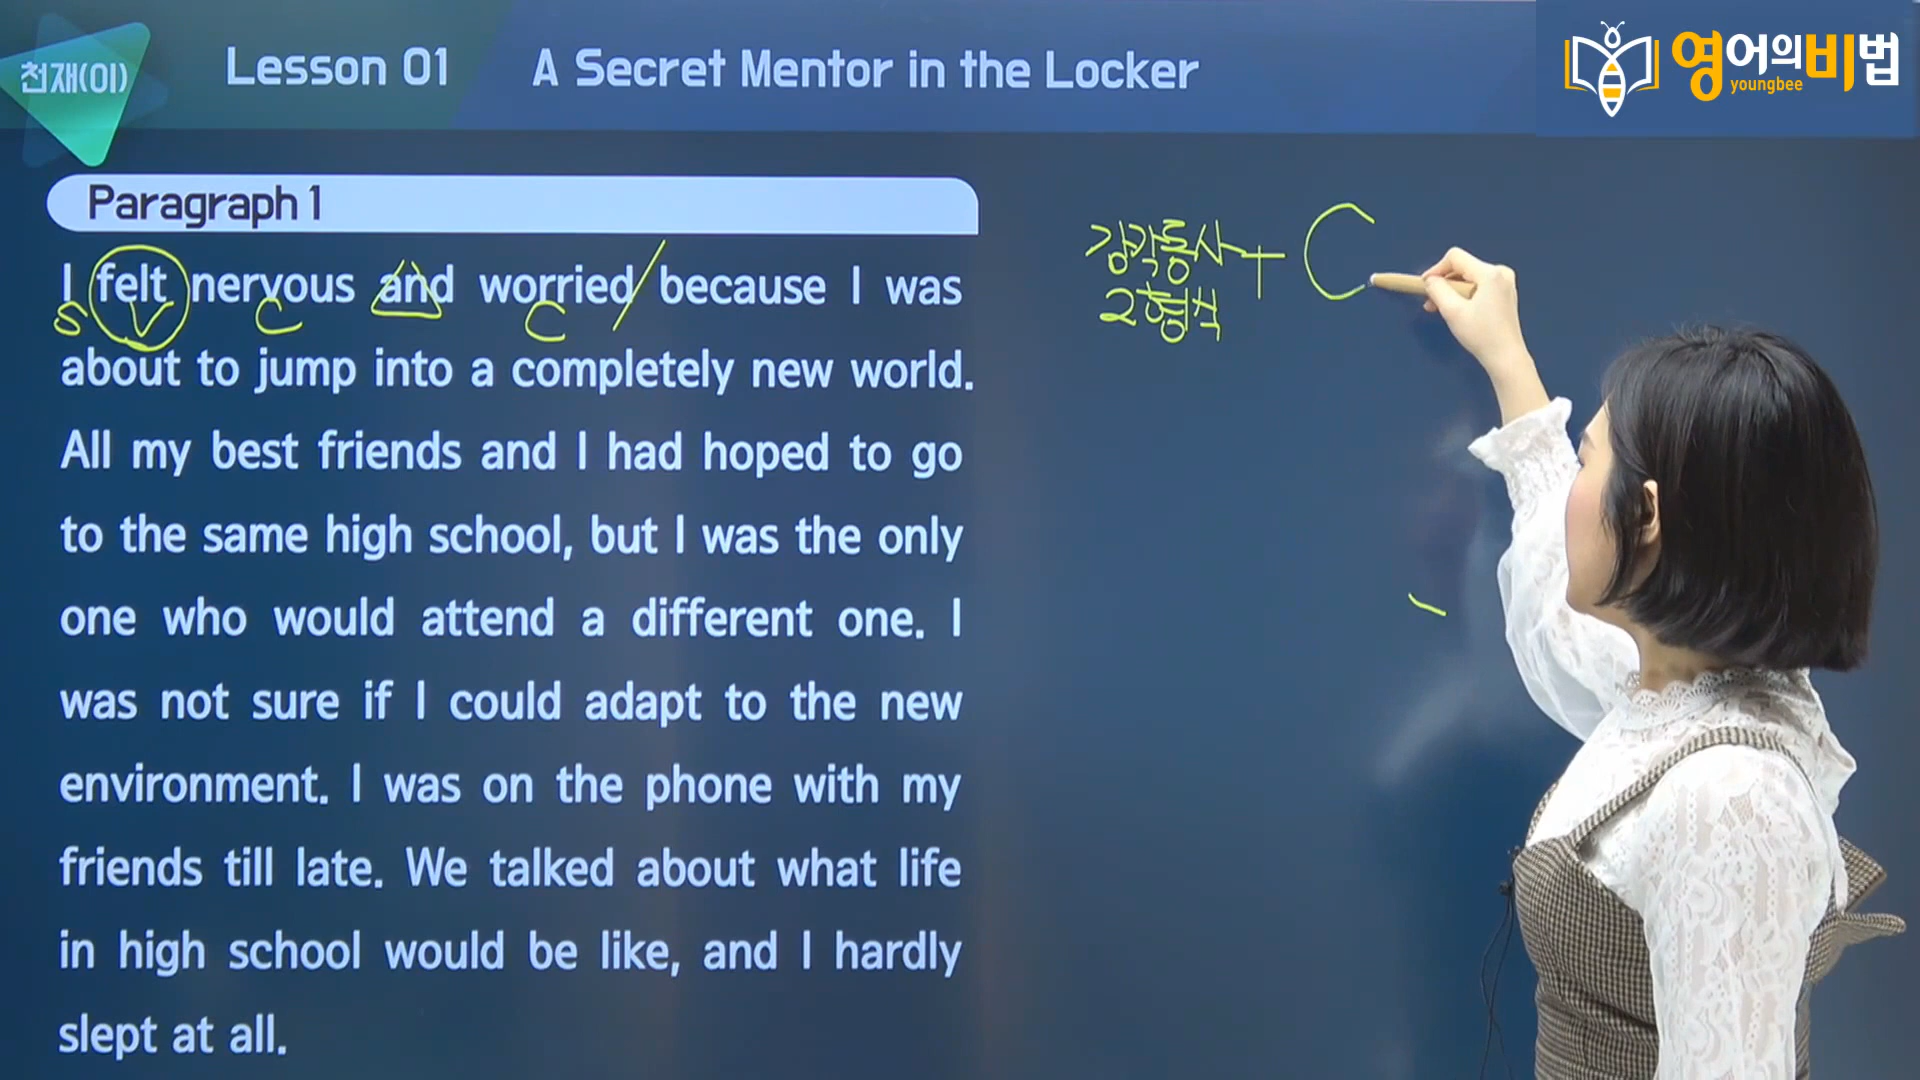 천재(이)
Lesson 01
A Secret Mentor in the Locker
영어의비법
youngbee
Paragraph 1
I felt nervous and worried because I was
S V C C
about to jump into a completely new world.
All my best friends and I had hoped to go
to the same high school, but I was the only
one who would attend a different one. I
was not sure if I could adapt to the new
environment. I was on the phone with my
friends till late. We talked about what life
in high school would be like, and I hardly
slept at all.
감각동사 + C
2형식